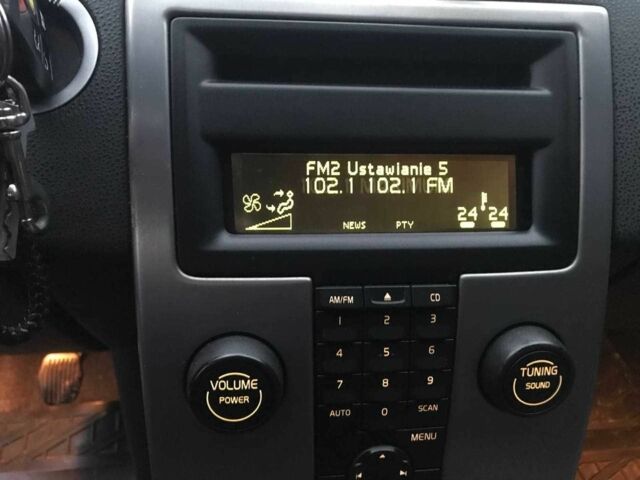 FM2 Ustawianie 5
102.1 102.1 FM
24 24
NEWS PTY
AM/FM CD
1 2 3
4 5 6
7 8 9
AUTO 0 SCAN
MENU
VOLUME
POWER
TUNING
SOUND